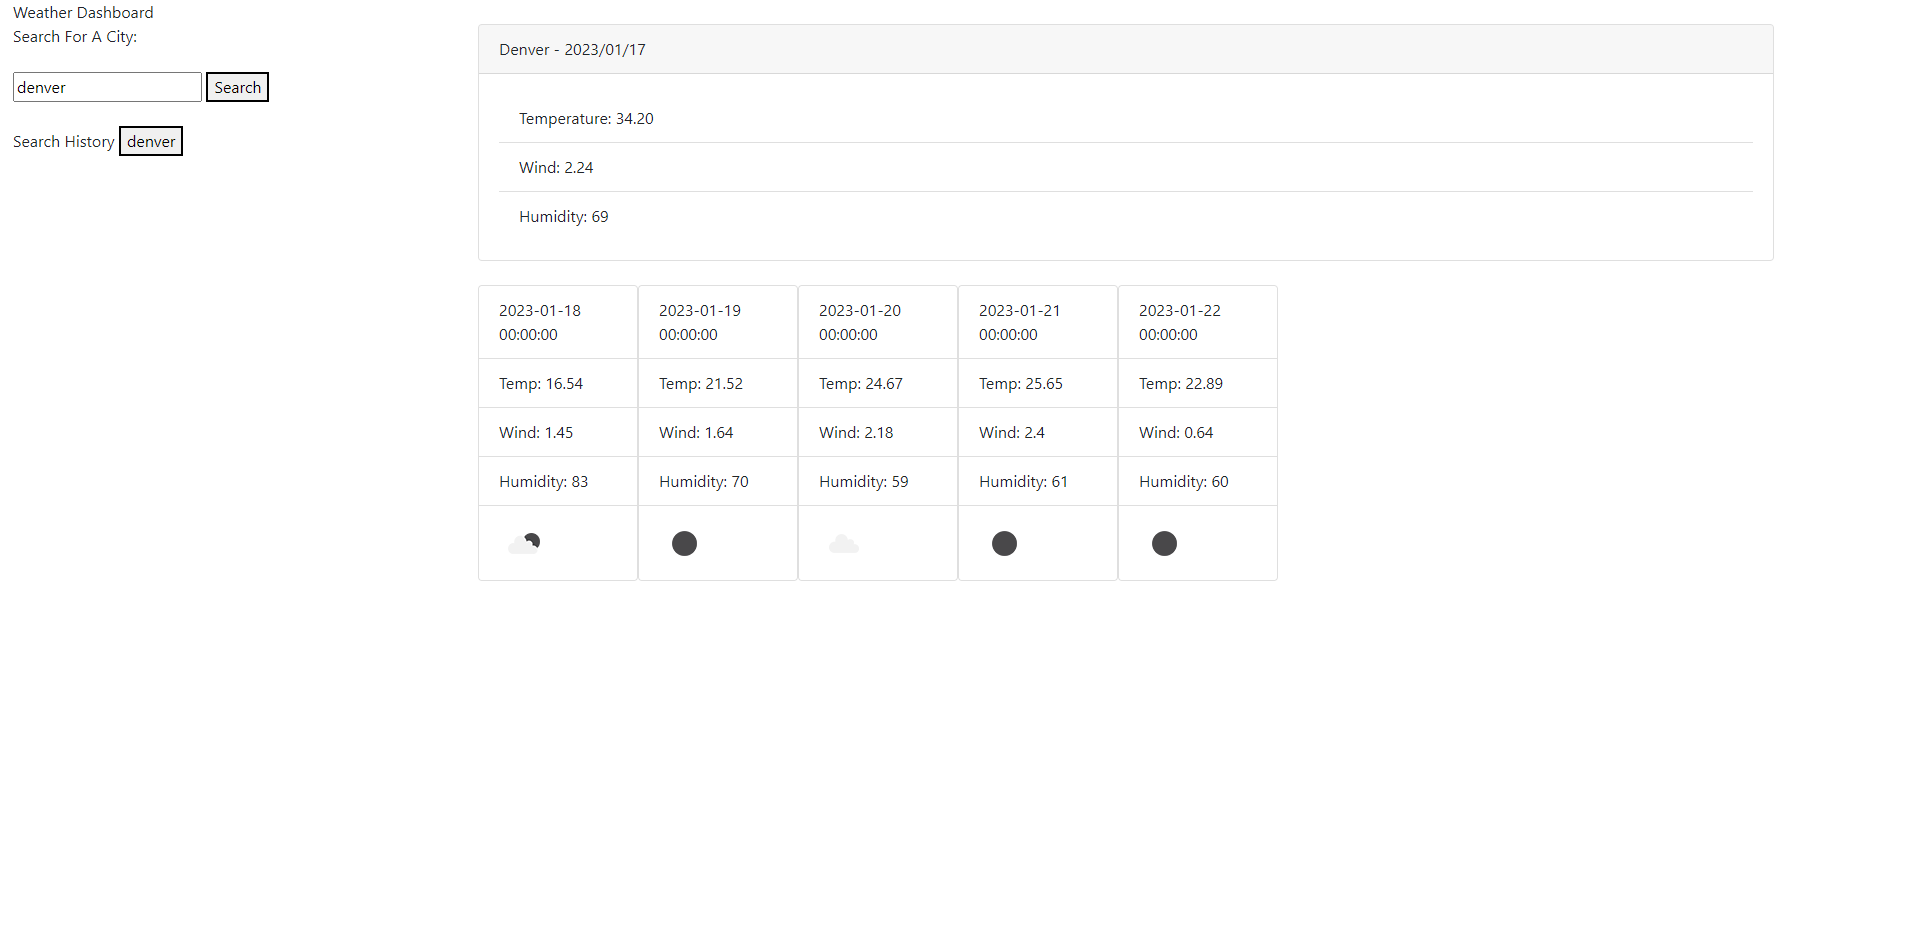 Weather Dashboard
Search For A City:
denver Search
Search History denver
Denver - 2023/01/17
Temperature: 34.20
Wind: 2.24
Humidity: 69
2023-01-18
00:00:00
Temp: 16.54
Wind: 1.45
Humidity: 83
2023-01-19
00:00:00
Temp: 21.52
Wind: 1.64
Humidity: 70
2023-01-20
00:00:00
Temp: 24.67
Wind: 2.18
Humidity: 59
2023-01-21
00:00:00
Temp: 25.65
Wind: 2.4
Humidity: 61
2023-01-22
00:00:00
Temp: 22.89
Wind: 0.64
Humidity: 60